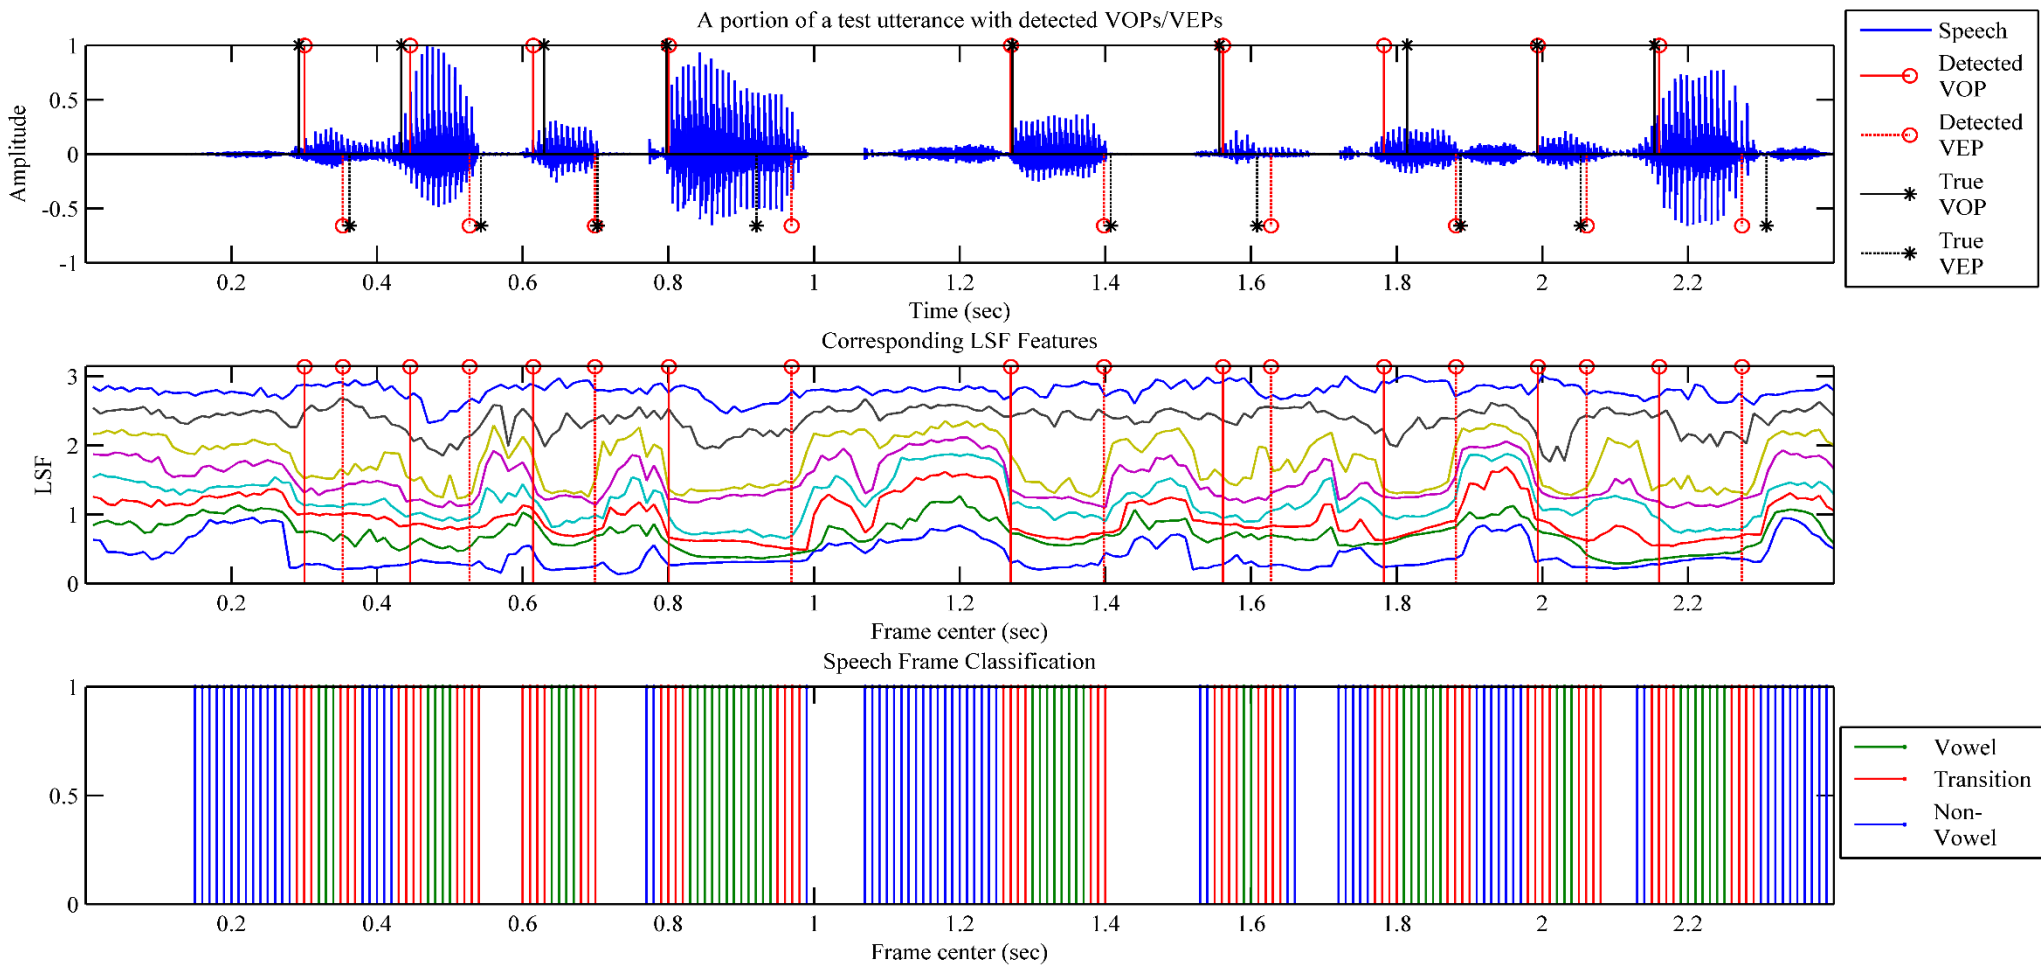 A portion of a test utterance with detected VOPs/VEPs
Amplitude
1
0.5
0
-0.5
-1
0.2 0.4 0.6 0.8 1 1.2 1.4 1.6 1.8 2 2.2
Time (sec)
Speech
Detected
VOP
Detected
VEP
True
VOP
True
VEP
Corresponding LSF Features
LSF
3
2
1
0
0.2 0.4 0.6 0.8 1 1.2 1.4 1.6 1.8 2 2.2
Frame center (sec)
Speech Frame Classification
1
0.5
0
0.2 0.4 0.6 0.8 1 1.2 1.4 1.6 1.8 2 2.2
Frame center (sec)
Vowel
Transition
Non-
Vowel